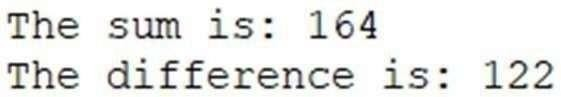 The sum is: 164
The difference is: 122